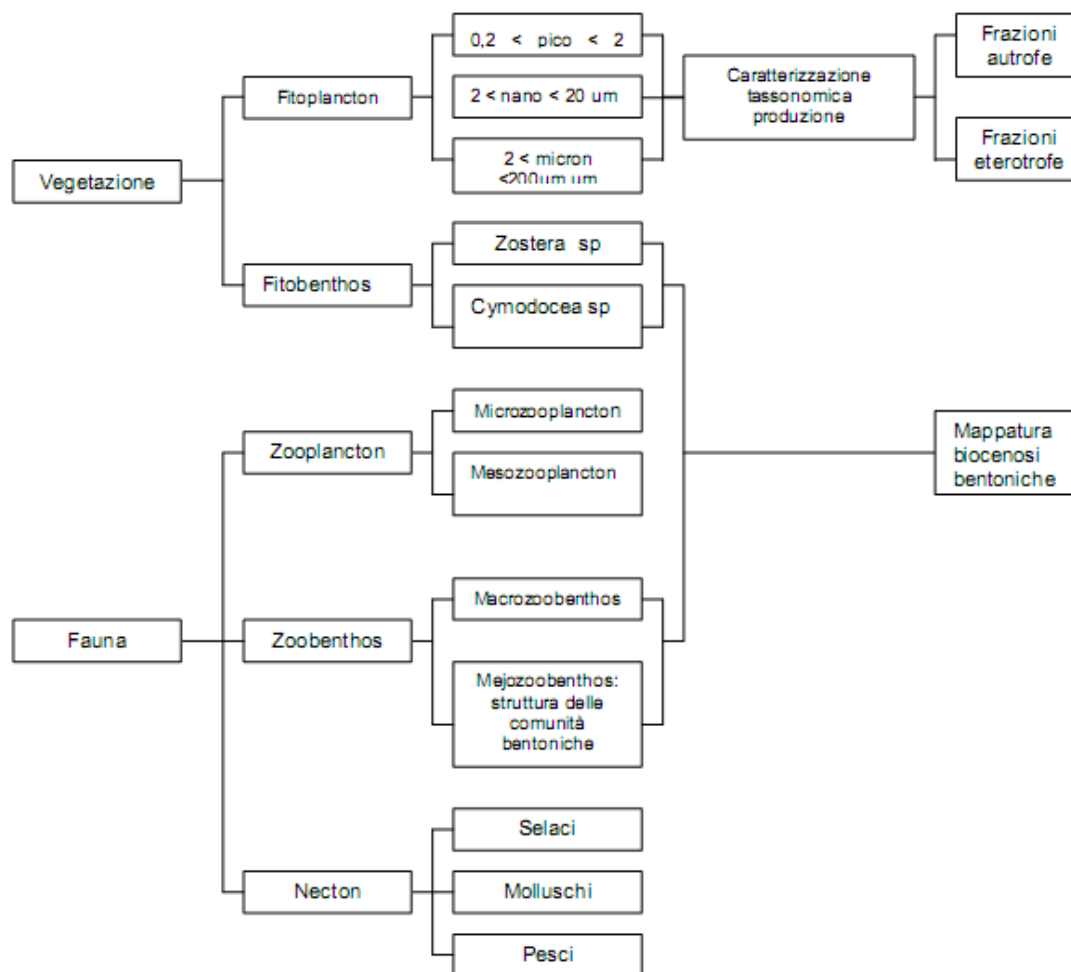 0,2 < pico < 2
Fitoplancton
2 < nano < 20 um
2 < micron
<200um um
Caratterizzazione
tassonomica
produzione
Frazioni
autrofe
Frazioni
eterotrofe
Vegetazione
Fitobenthos
Zostera sp
Cymodocea sp
Microzooplancton
Zooplancton
Mesozooplancton
Mappatura
biocenosi
bentoniche
Fauna
Zoobenthos
Macrozoobenthos
Mejozoobenthos:
struttura delle
comunità
bentoniche
Selaci
Necton
Molluschi
Pesci